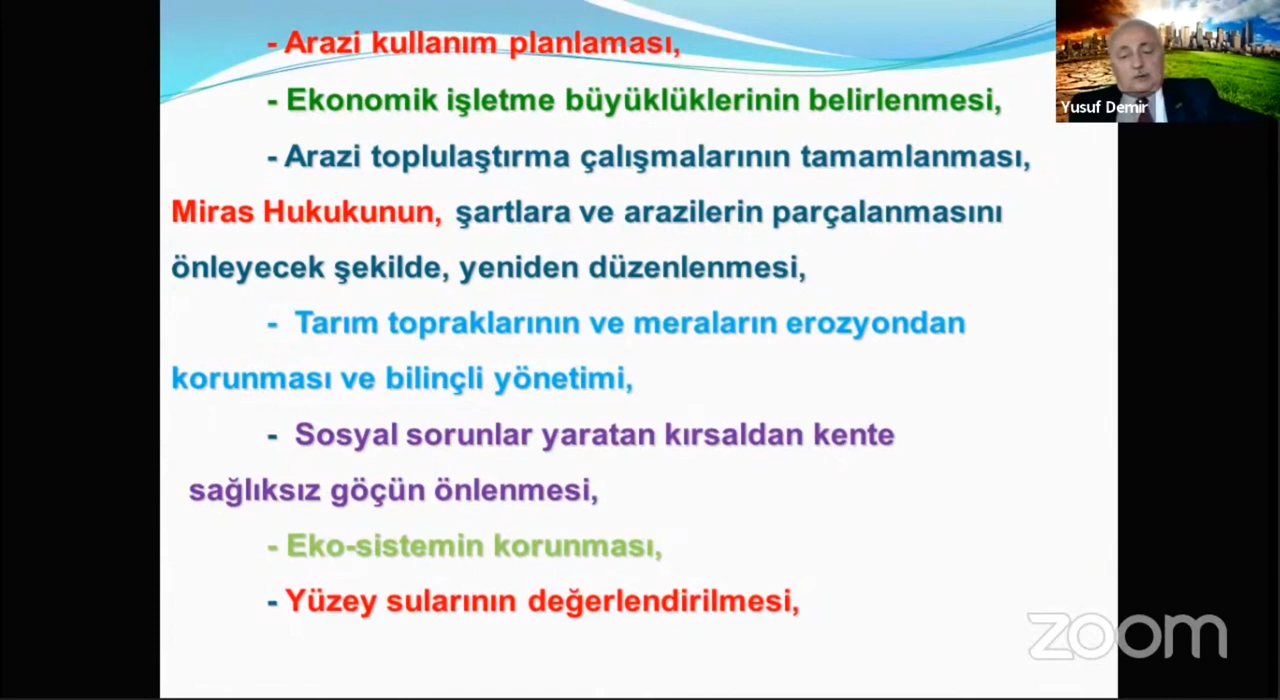 - Arazi kullanım planlaması,
- Ekonomik işletme büyüklüklerinin belirlenmesi,
- Arazi toplulaştırma çalışmalarının tamamlanması,
Miras Hukukunun, şartlara ve arazilerin parçalanmasını
önleyecek şekilde, yeniden düzenlenmesi,
- Tarım topraklarının ve meraların erozyondan
korunması ve bilinçli yönetimi,
- Sosyal sorunlar yaratan kırsaldan kente
sağlıksız göçün önlenmesi,
- Eko-sistemin korunması,
- Yüzey sularının değerlendirilmesi,
Yusuf Demir
zoom